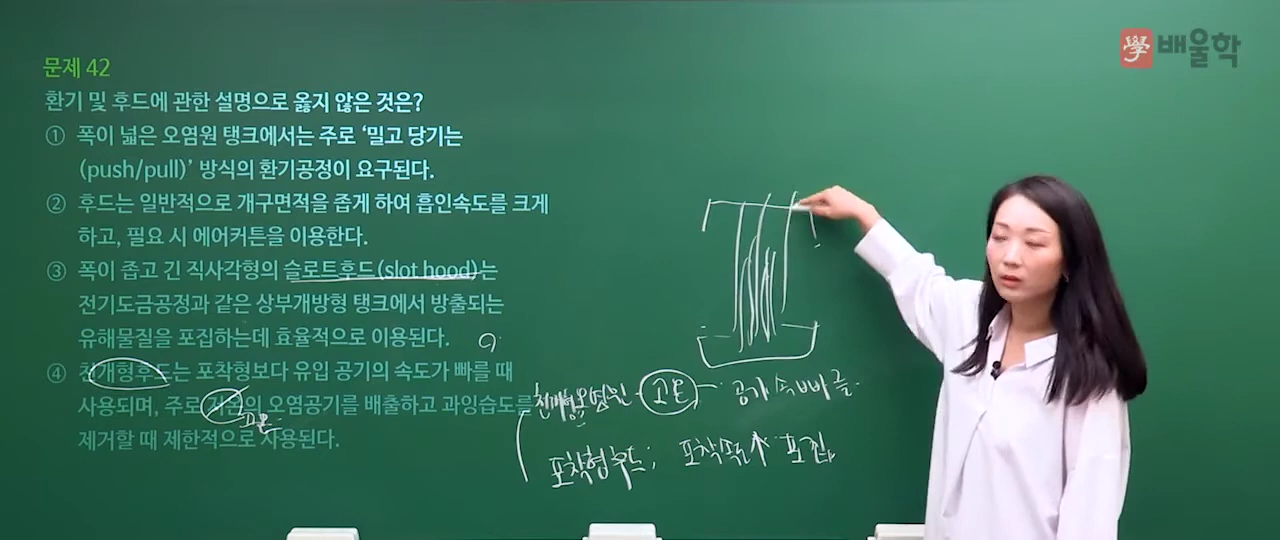 學 배울학
문제 42
환기 및 후드에 관한 설명으로 옳지 않은 것은?
① 폭이 넓은 오염원 탱크에서는 주로 ‘밀고 당기는
(push/pull)’ 방식의 환기공정이 요구된다.
② 후드는 일반적으로 개구면적을 좁게 하여 흡인속도를 크게
하고, 필요 시 에어커튼을 이용한다.
③ 폭이 좁고 긴 직사각형의 슬로트후드(slot hood)는
전기도금공정과 같은 상부개방형 탱크에서 방출되는
유해물질을 포집하는데 효율적으로 이용된다.
④ 천개형후드는 포착형보다 유입 공기의 속도가 빠를 때
사용되며, 주로 저온의 오염공기를 배출하고 과잉습도를
제거할 때 제한적으로 사용된다.
고온
천개형 오염원 고온 공기 속 빠를
포착형 후드; 포착속도↑ 포집